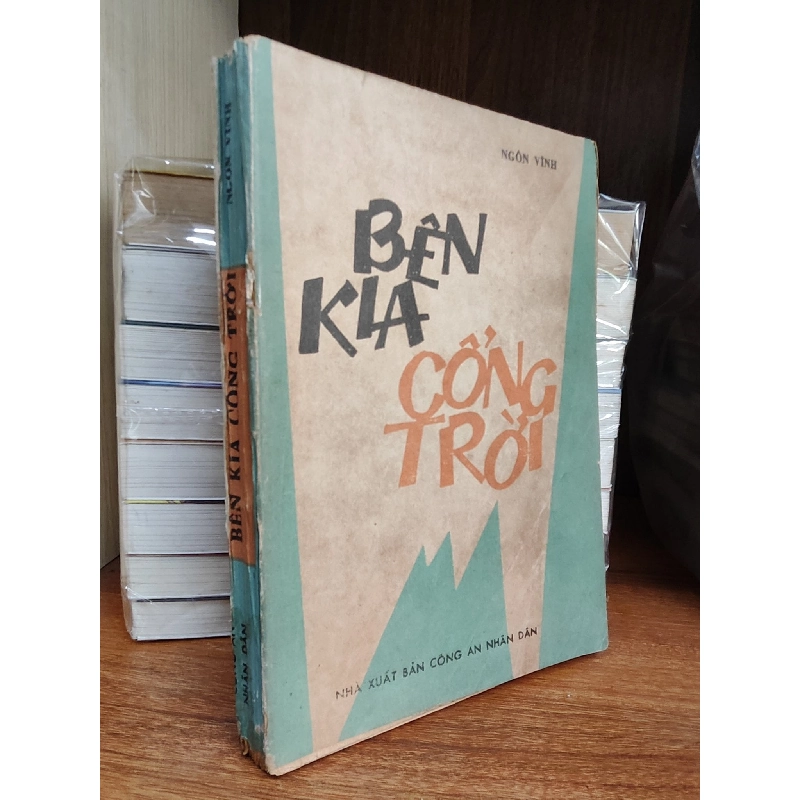 NGÔN VĨNH
BÊN
KIA
CỔNG
TRỜI
NHÀ XUẤT BẢN CÔNG AN NHÂN DÂN
NGÔN VĨNH
BÊN KIA CỔNG TRỜI
NHÂN DÂN